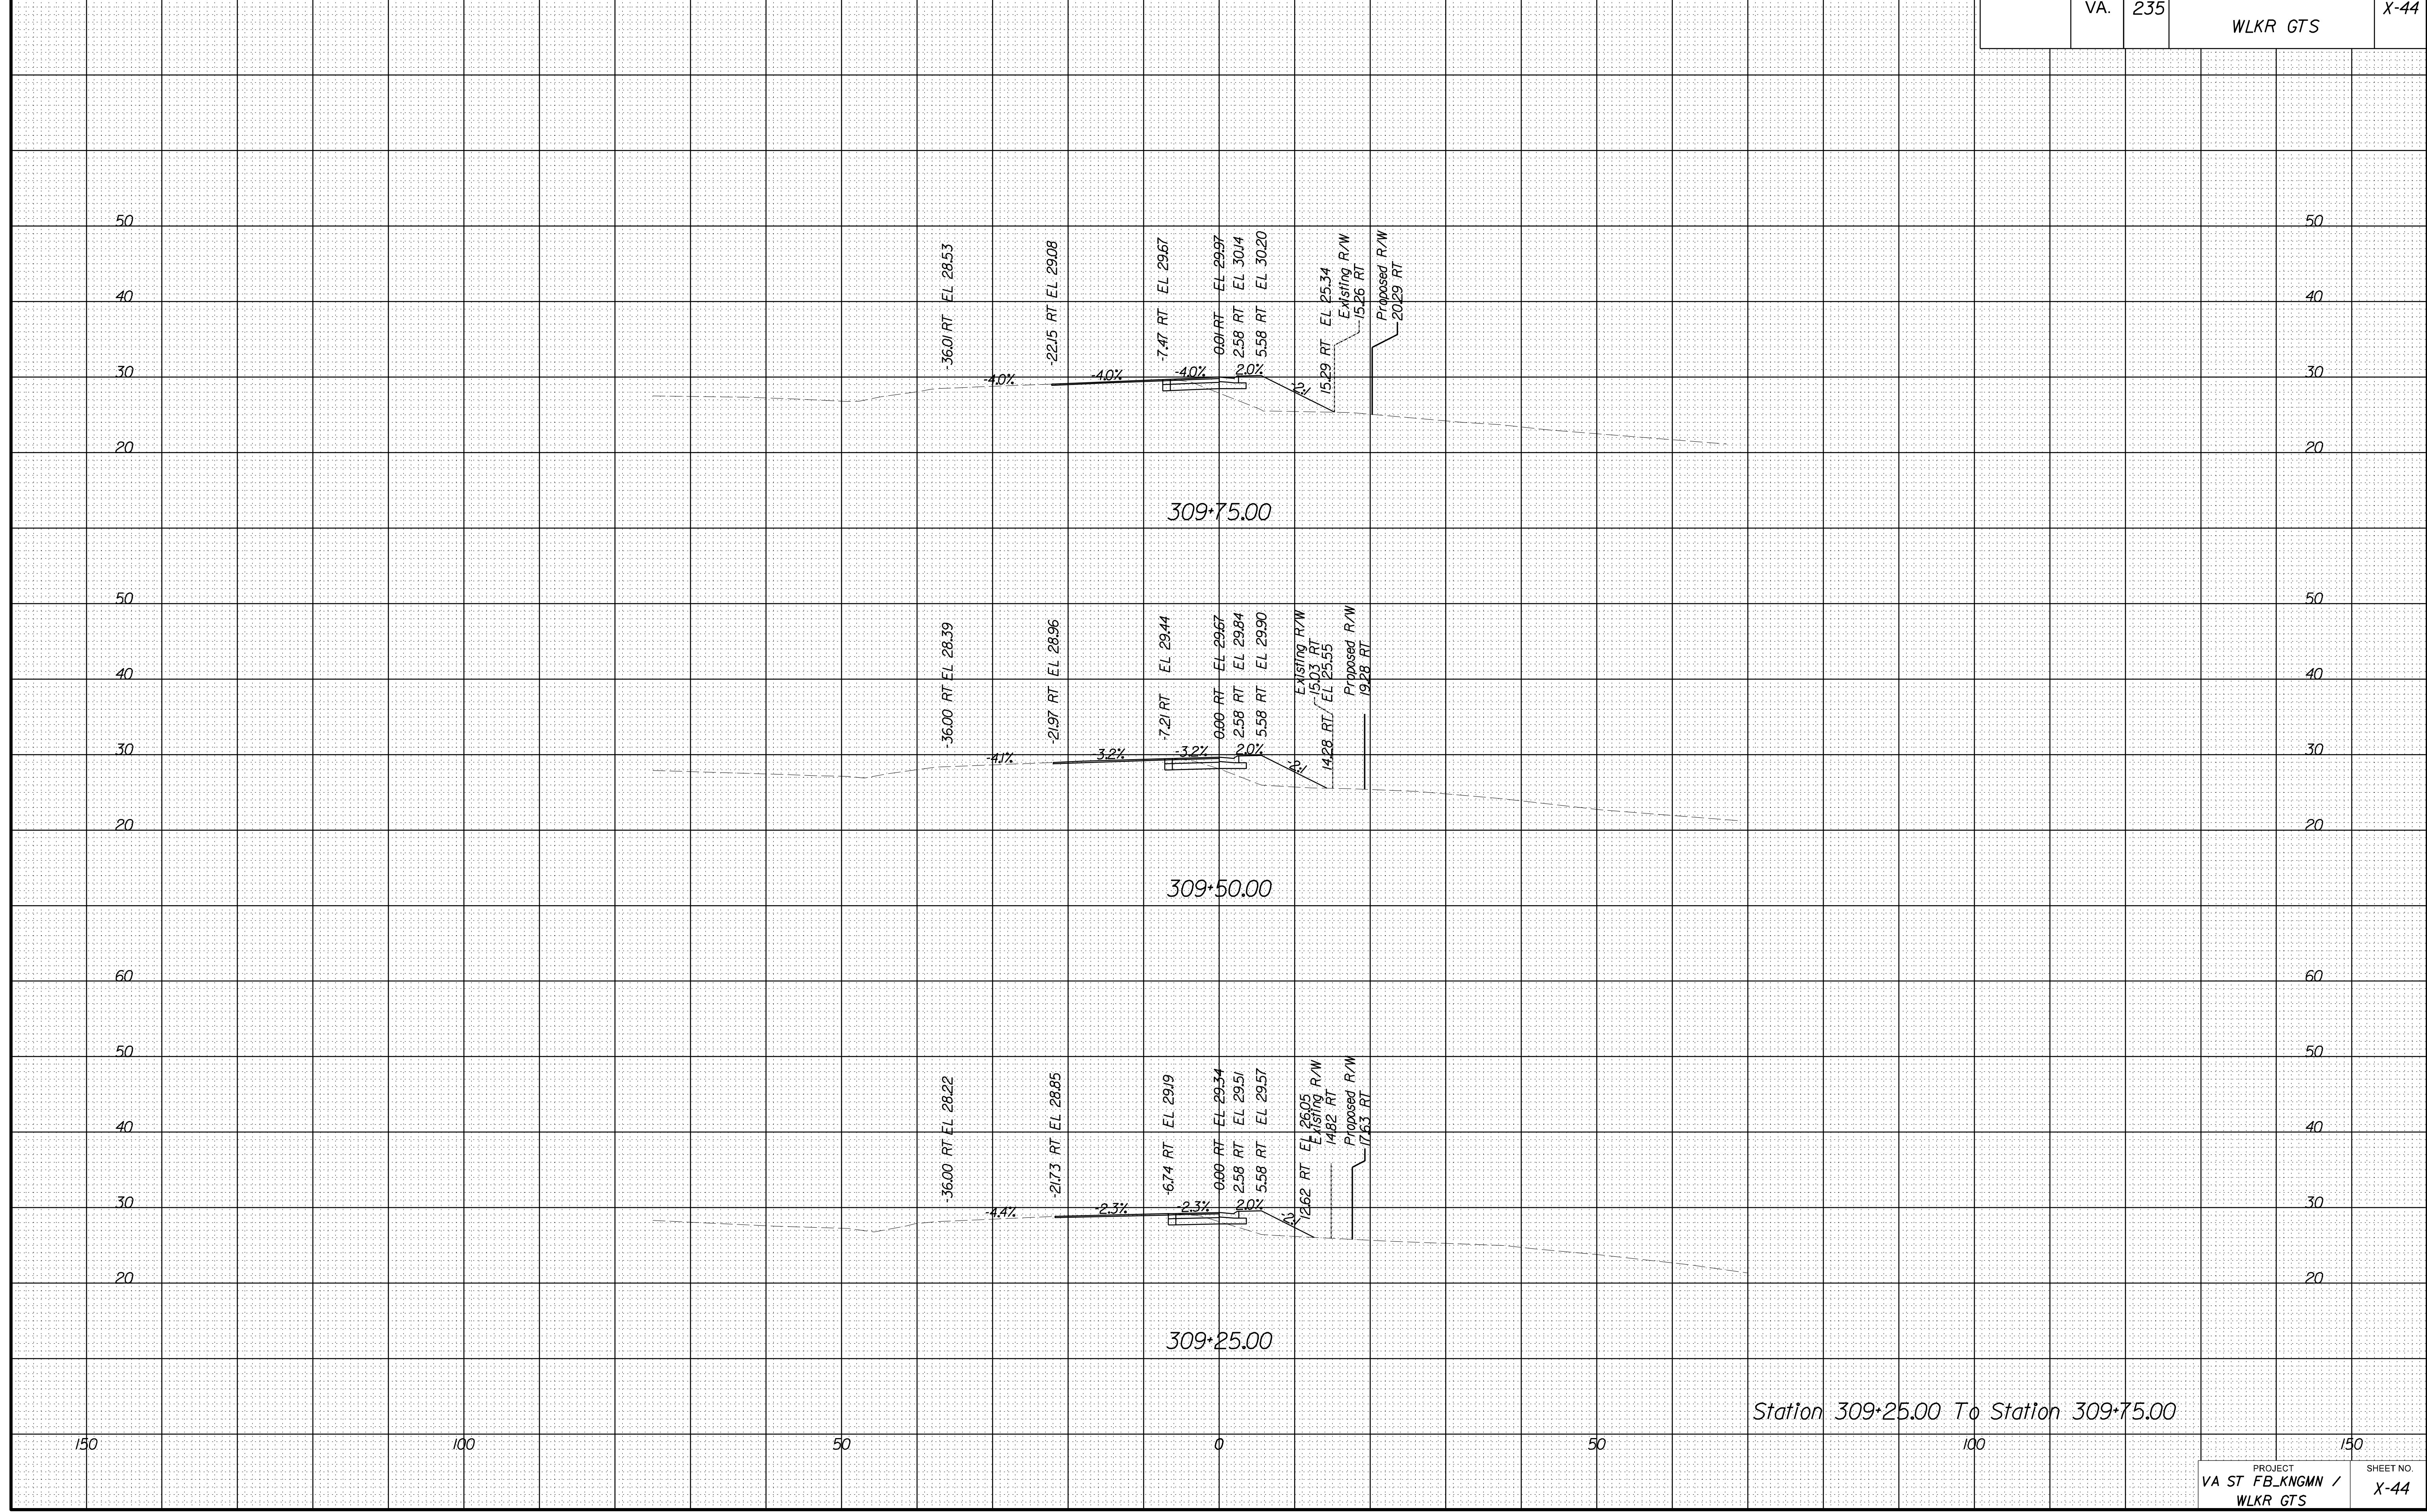 VA.
235
WLKR GTS
X-44
50
50
40
40
30
30
20
20
-36.01 RT EL 28.53
-22.15 RT EL 29.08
-7.47 RT EL 29.67
0.01 RT EL 29.97
2.58 RT EL 30.14
5.58 RT EL 30.20
15.29 RT EL 25.34
Existing R/W
15.26 RT
Proposed R/W
20.29 RT
-4.0%
-4.0%
-4.0%
2.0%
-2:1
309+75.00
50
50
40
40
30
30
20
20
-36.00 RT EL 28.39
-21.97 RT EL 28.96
-7.21 RT EL 29.44
0.00 RT EL 29.67
2.58 RT EL 29.84
5.58 RT EL 29.90
Existing R/W
15.03 RT
14.28 RT EL 25.55
Proposed R/W
19.28 RT
-4.1%
-3.2%
-3.2%
2.0%
-2:1
309+50.00
60
60
50
50
40
40
30
30
20
20
-36.00 RT EL 28.22
-21.73 RT EL 28.85
-6.74 RT EL 29.19
0.00 RT EL 29.34
2.58 RT EL 29.51
5.58 RT EL 29.57
12.62 RT EL 26.05
Existing R/W
14.82 RT
Proposed R/W
17.63 RT
-4.4%
-2.3%
-2.3%
2.0%
-2:1
309+25.00
Station 309+25.00 To Station 309+75.00
150
100
50
0
50
100
150
PROJECT
VA ST FB_KNGMN /
WLKR GTS
SHEET NO.
X-44